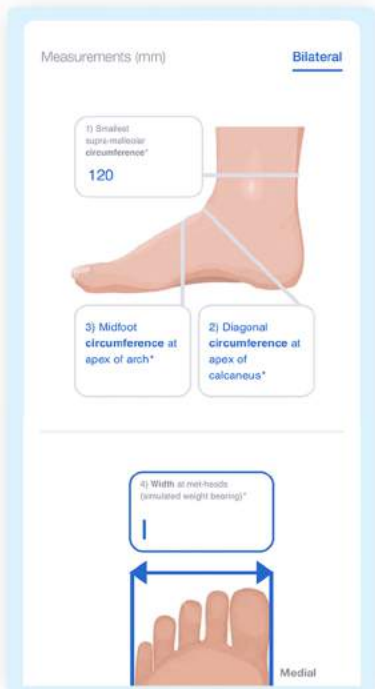 Measurements (mm)
Bilateral
1) Smallest
supra-malleolar
circumference*
120
3) Midfoot
circumference at
apex of arch*
2) Diagonal
circumference at
apex of
calcaneus*
4) Width at met-heads
(simulated weight bearing)*
Medial